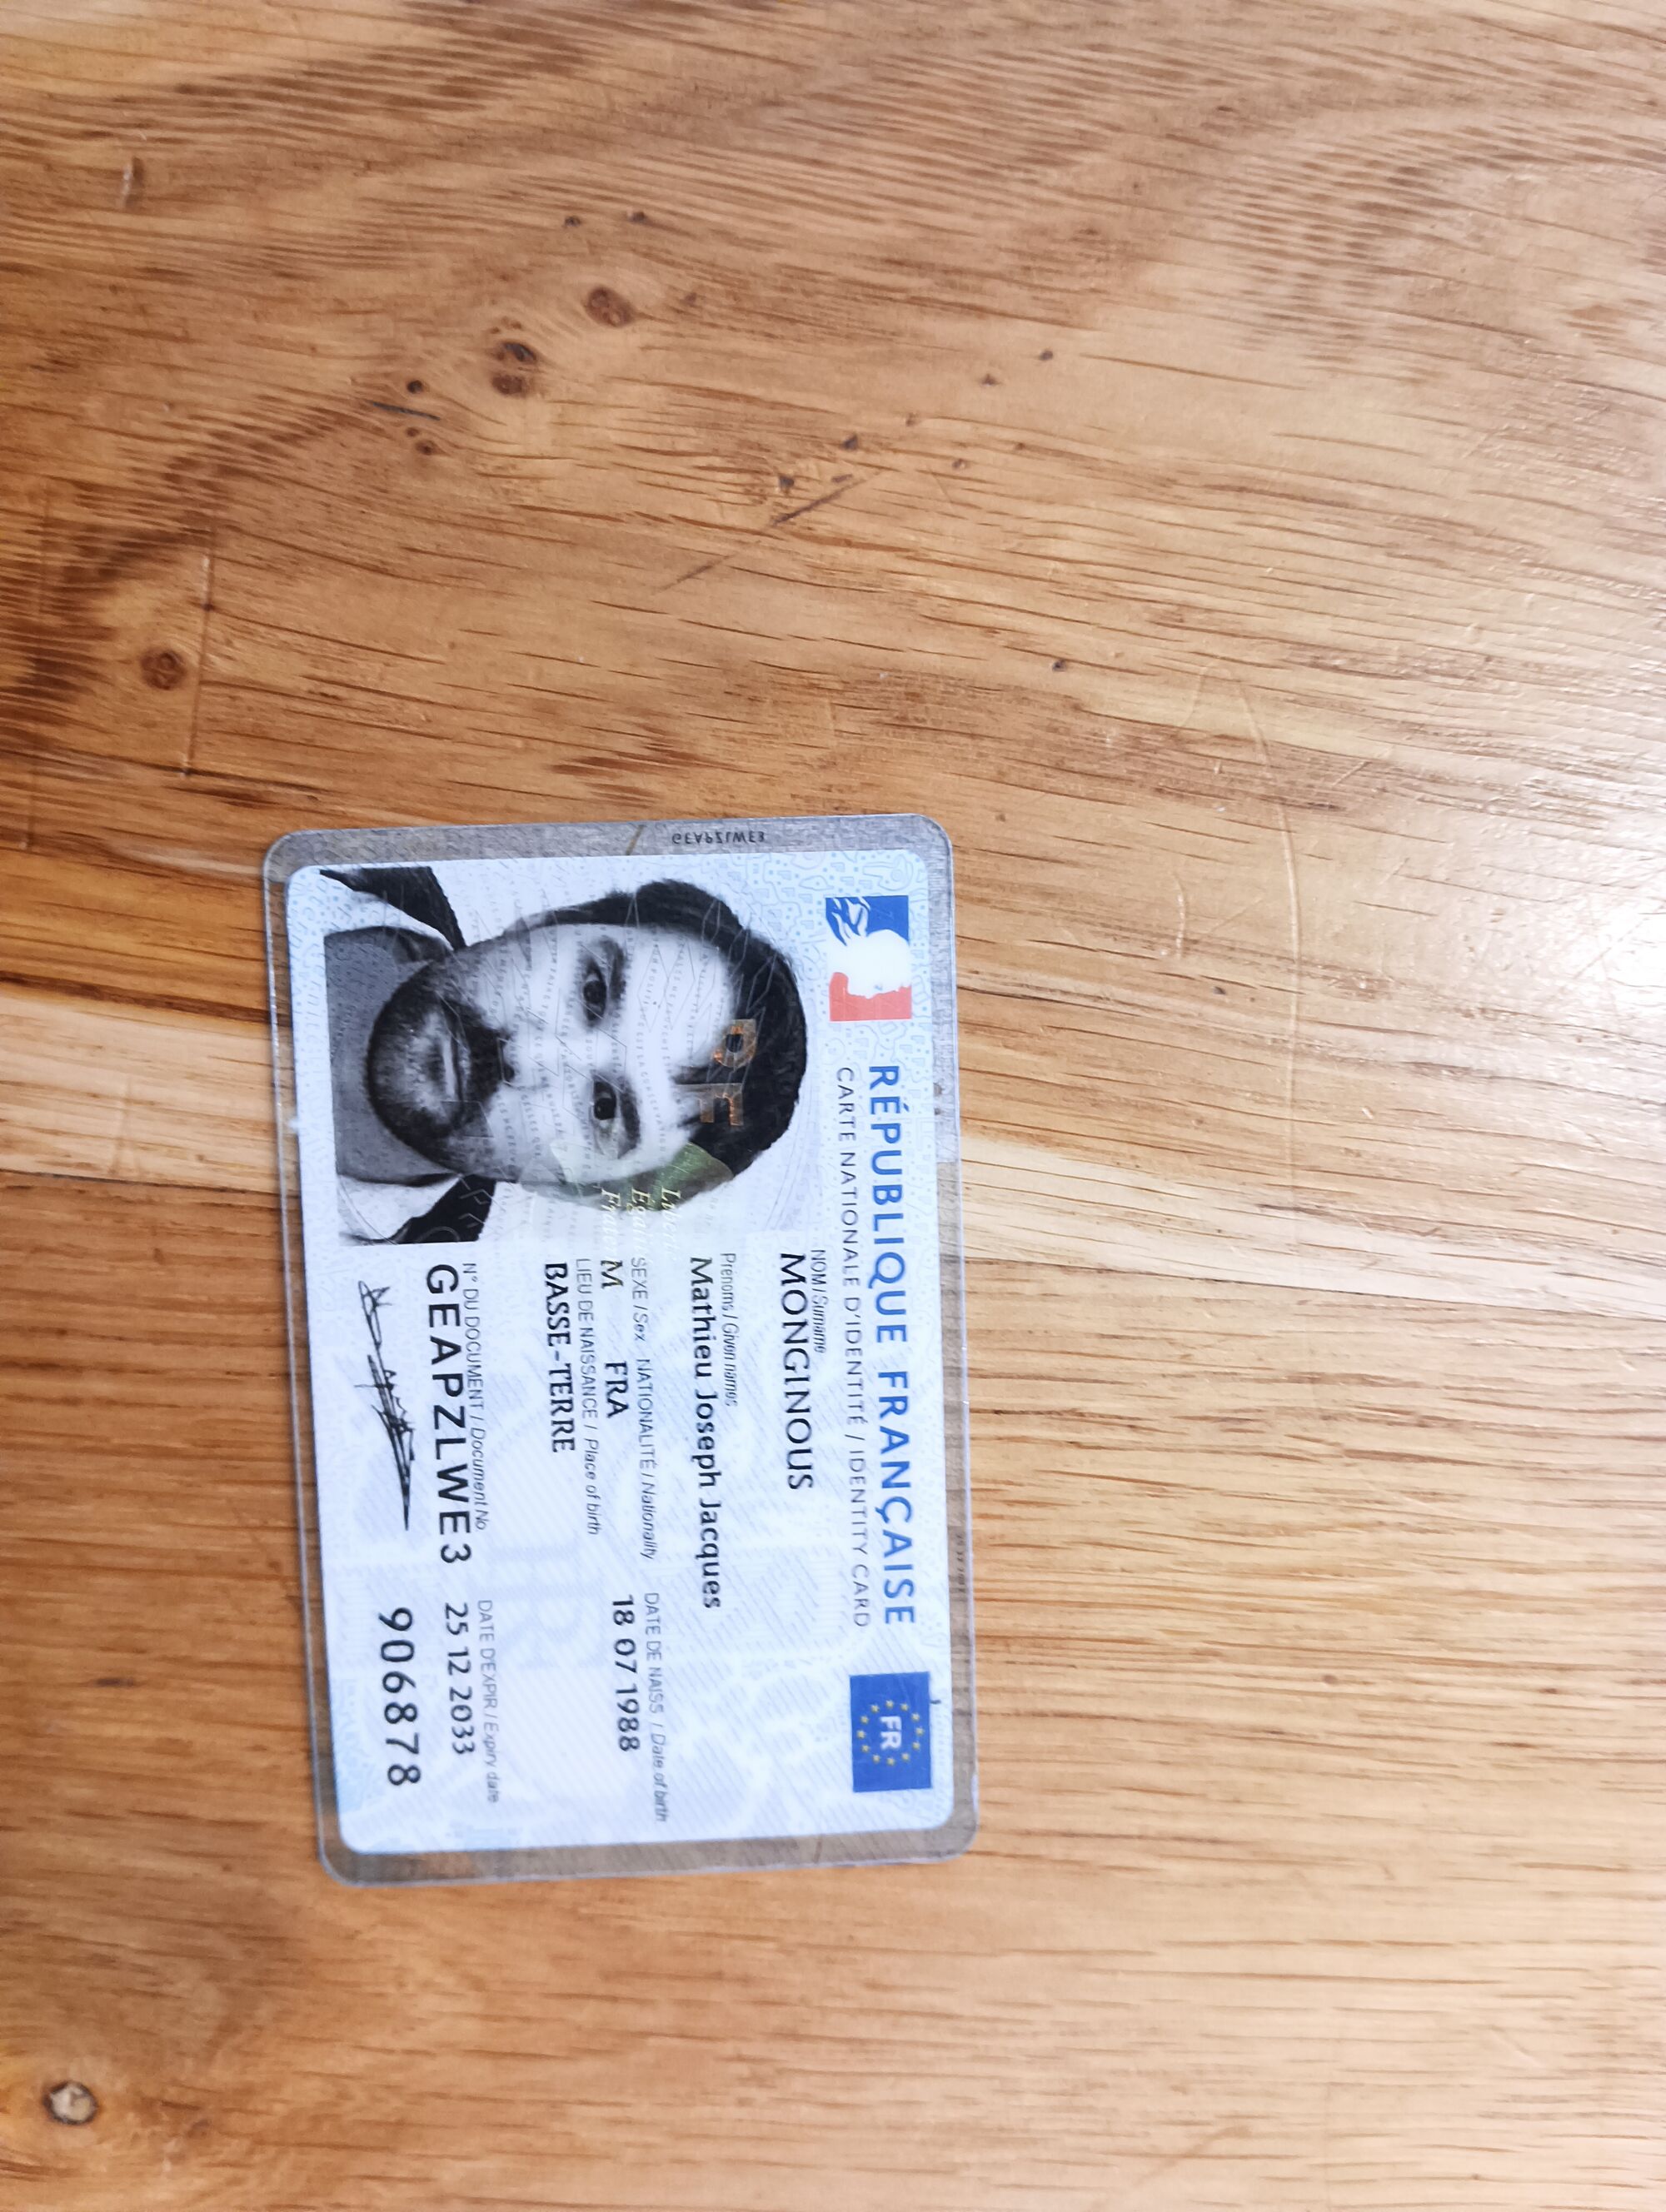 RÉPUBLIQUE FRANÇAISE
FR
CARTE NATIONALE D'IDENTITÉ / IDENTITY CARD
NOM / Surname
MONGINOUS
Prénoms / Given names
Mathieu Joseph Jacques
SEXE / Sex NATIONALITÉ / Nationality DATE DE NAISS. / Date of birth
M FRA 18 07 1988
LIEU DE NAISSANCE / Place of birth
BASSE-TERRE
N° DU DOCUMENT / Document No DATE D'EXPIR / Expiry date
GEAPZLWE3 25 12 2033
906878
RF
GEAPZLWE3